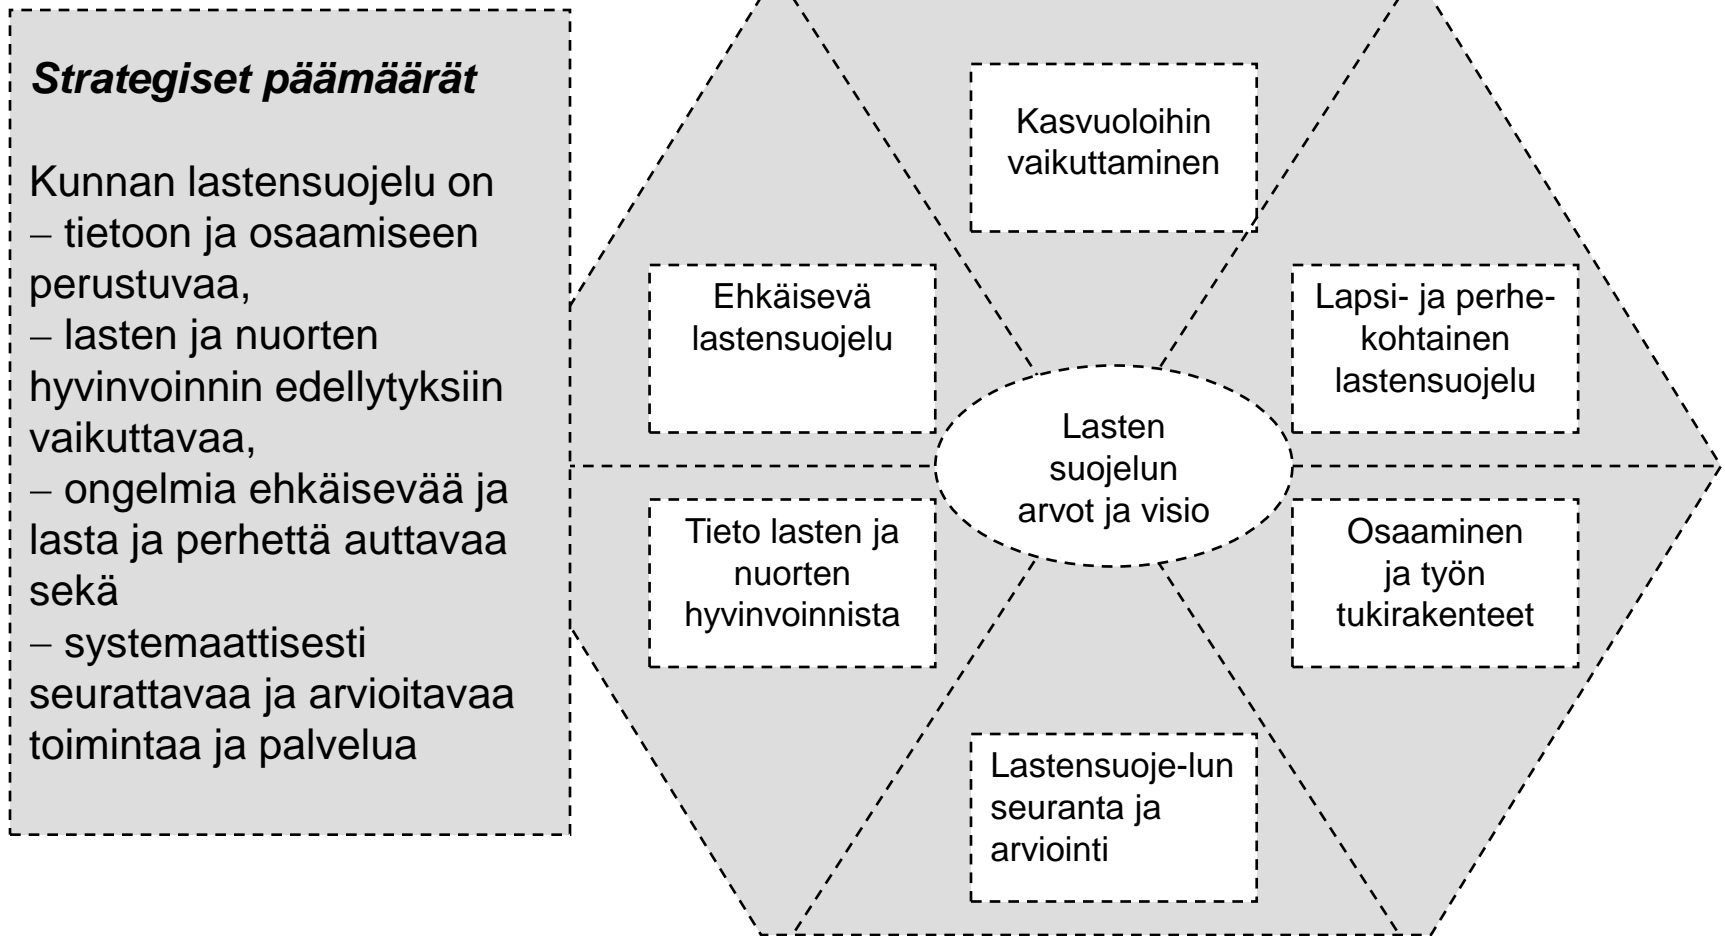 Strategiset päämäärät
Kunnan lastensuojelu on
– tietoon ja osaamiseen
perustuvaa,
– lasten ja nuorten
hyvinvoinnin edellytyksiin
vaikuttavaa,
– ongelmia ehkäisevää ja
lasta ja perhettä auttavaa
sekä
– systemaattisesti
seurattavaa ja arvioitavaa
toimintaa ja palvelua
Kasvuoloihin
vaikuttaminen
Ehkäisevä
lastensuojelu
Lapsi- ja perhe-
kohtainen
lastensuojelu
Lasten
suojelun
arvot ja visio
Tieto lasten ja
nuorten
hyvinvoinnista
Osaaminen
ja työn
tukirakenteet
Lastensuoje-lun
seuranta ja
arviointi